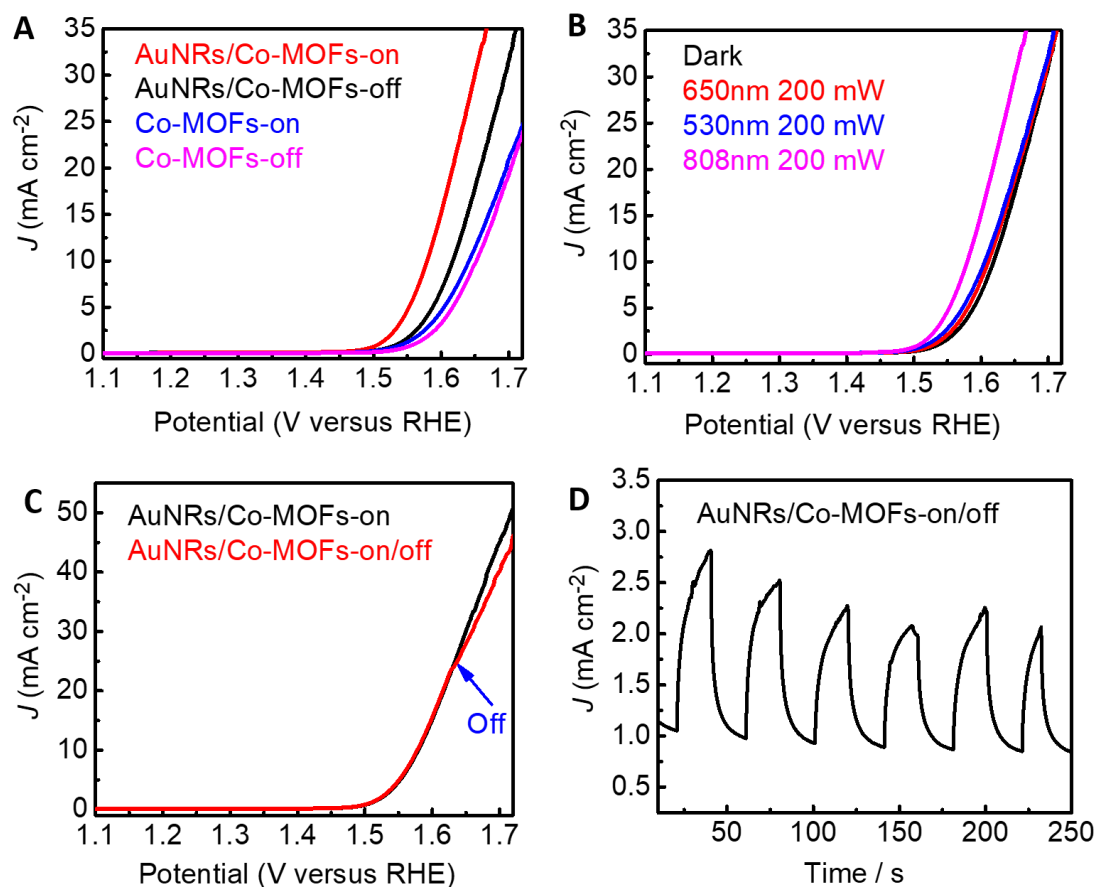 A
AuNRs/Co-MOFs-on
AuNRs/Co-MOFs-off
Co-MOFs-on
Co-MOFs-off
35
30
25
20
15
10
5
0
J (mA cm-2)
1.1 1.2 1.3 1.4 1.5 1.6 1.7
Potential (V versus RHE)
B
Dark
650nm 200 mW
530nm 200 mW
808nm 200 mW
35
30
25
20
15
10
5
0
J (mA cm-2)
1.1 1.2 1.3 1.4 1.5 1.6 1.7
Potential (V versus RHE)
C
AuNRs/Co-MOFs-on
AuNRs/Co-MOFs-on/off
50
40
30
20
10
0
J (mA cm-2)
Off
1.1 1.2 1.3 1.4 1.5 1.6 1.7
Potential (V versus RHE)
D
AuNRs/Co-MOFs-on/off
3.5
3.0
2.5
2.0
1.5
1.0
0.5
J (mA cm-2)
50 100 150 200 250
Time / s